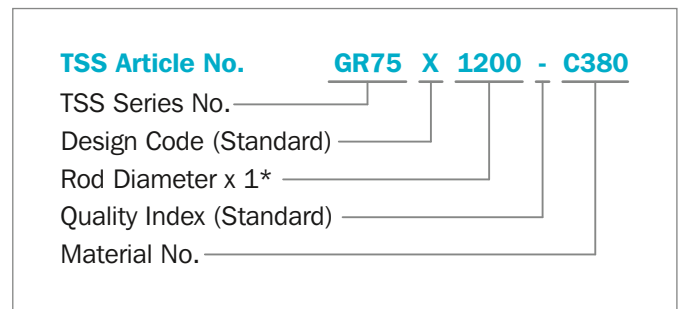 TSS Article No. GR75 X 1200 - C380
TSS Series No.
Design Code (Standard)
Rod Diameter x 1*
Quality Index (Standard)
Material No.